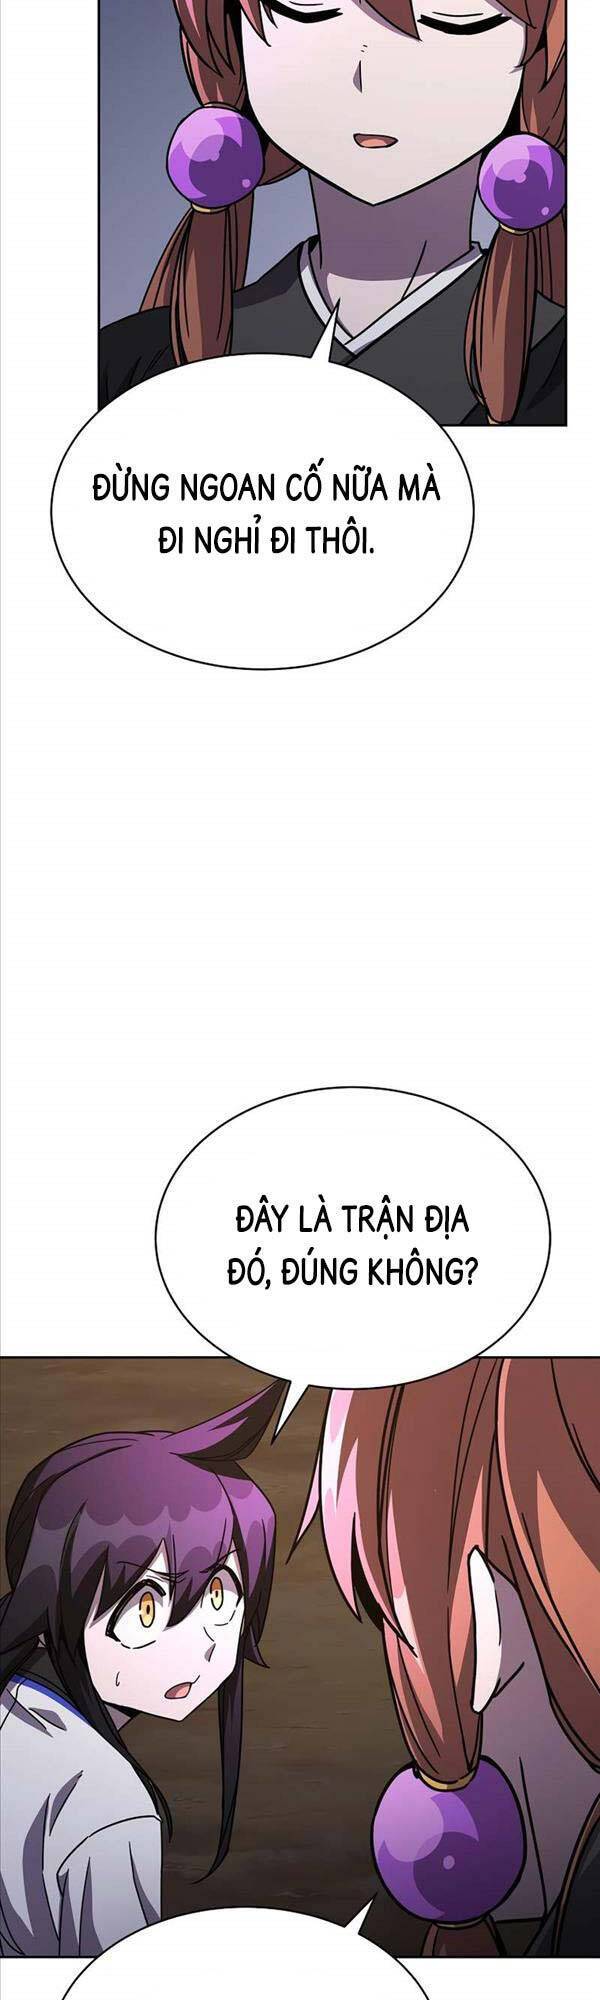 ĐỪNG NGOAN CỐ NỮA MÀ
ĐI NGHỈ ĐI THÔI.
ĐÂY LÀ TRẬN ĐỊA
ĐÓ, ĐÚNG KHÔNG?